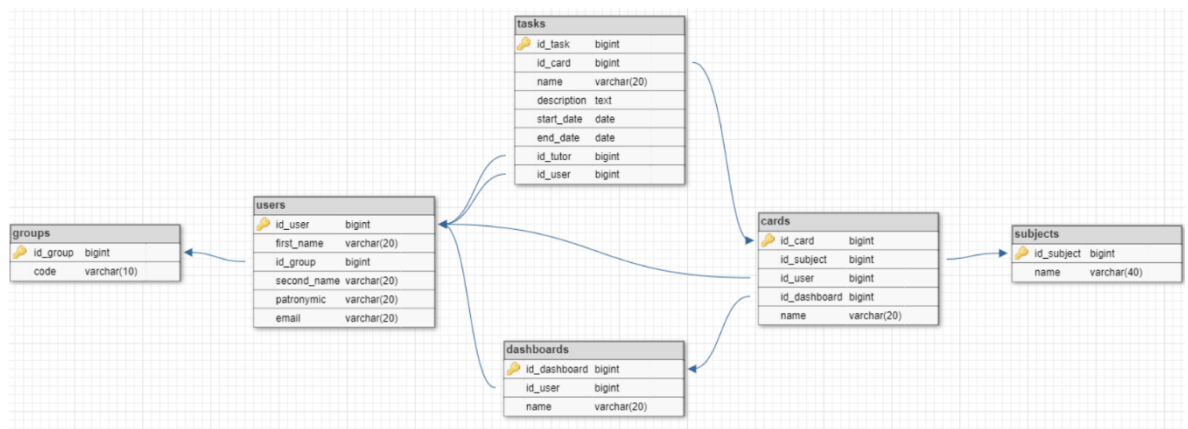 tasks
id_task bigint
id_card bigint
name varchar(20)
description text
start_date date
end_date date
id_tutor bigint
id_user bigint
users
id_user bigint
first_name varchar(20)
id_group bigint
second_name varchar(20)
patronymic varchar(20)
email varchar(20)
groups
id_group bigint
code varchar(10)
cards
id_card bigint
id_subject bigint
id_user bigint
id_dashboard bigint
name varchar(20)
subjects
id_subject bigint
name varchar(40)
dashboards
id_dashboard bigint
id_user bigint
name varchar(20)